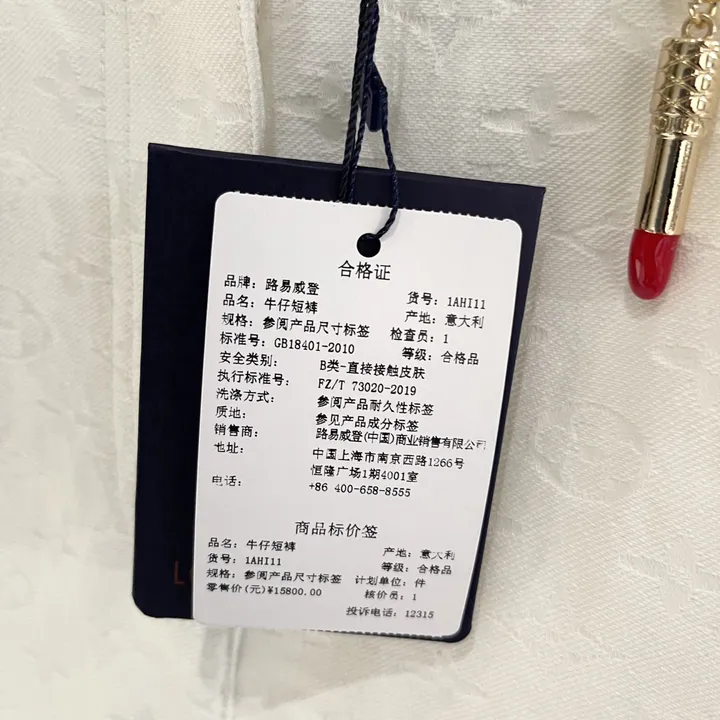 合格证
品牌: 路易威登
货号: 1AHI11
品名: 牛仔短裤
产地: 意大利
规格: 参阅产品尺寸标签
检查员: 1
标准号: GB18401-2010
等级: 合格品
安全类别: B类-直接接触皮肤
执行标准号: FZ/T 73020-2019
洗涤方式: 参阅产品耐久性标签
质地: 参见产品成分标签
销售商: 路易威登(中国)商业销售有限公司
地址: 中国上海市南京西路1266号
恒隆广场1期4001室
电话: +86 400-658-8555
商品标价签
品名: 牛仔短裤
产地: 意大利
货号: 1AHI11
等级: 合格品
规格: 参阅产品尺寸标签 计划单位: 件
零售价(元)¥15800.00
核价员: 1
投诉电话: 12315